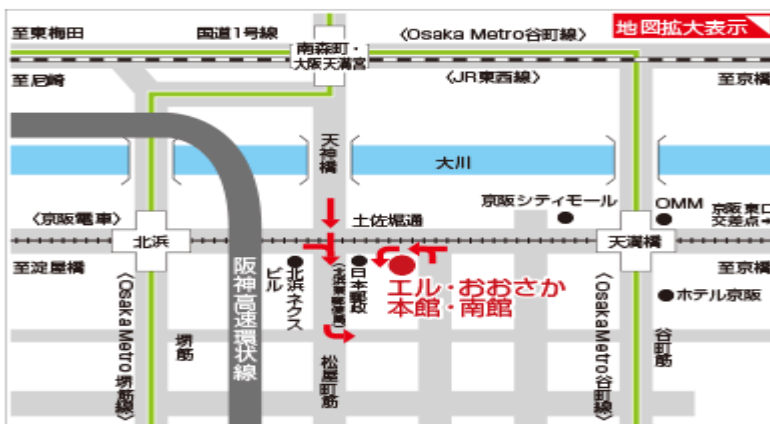 至東梅田
国道1号線
〈Osaka Metro谷町線〉
地図拡大表示
南森町・
大阪天満宮
至尼崎
〈JR東西線〉
至京橋
天神橋
大川
京阪シティモール
OMM
京阪東口
交差点
〈京阪電車〉
土佐堀通
北浜
天満橋
至淀屋橋
至京橋
阪神高速環状線
北浜ネクス
ビル
日本郵政
(北浜東郵便局)
エル・おおさか
本館・南館
ホテル京阪
〈Osaka Metro堺筋線〉
堺筋
松屋町筋
〈Osaka Metro谷町線〉
谷町筋